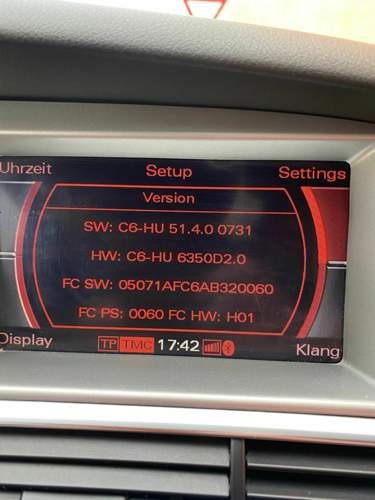 Uhrzeit Setup Settings
Version
SW: C6-HU 51.4.0 0731
HW: C6-HU 6350D2.0
FC SW: 05071AFC6AB320060
FC PS: 0060 FC HW: H01
Display TP TMC 17:42 Klang